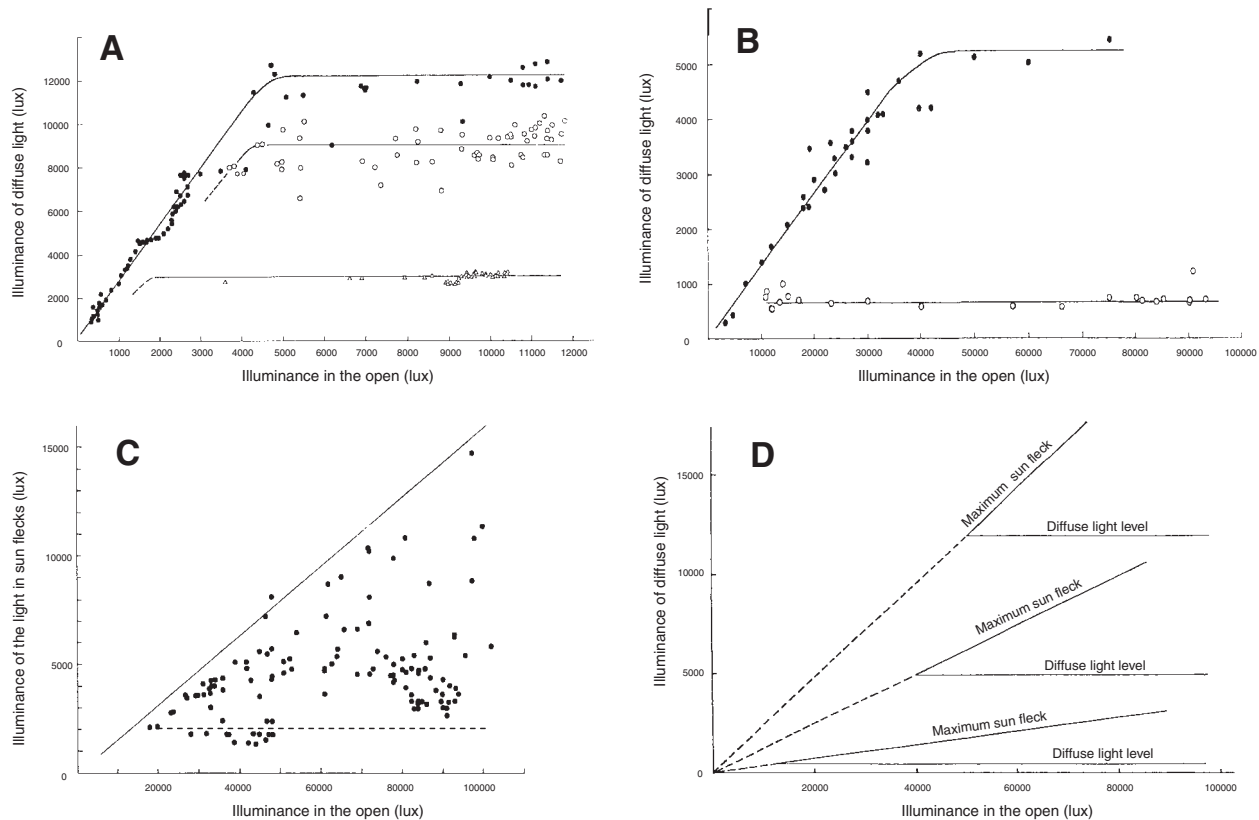 A
Illuminance of diffuse light (lux)
12000
10000
8000
6000
4000
2000
0
1000
2000
3000
4000
5000
6000
7000
8000
9000
10000
11000
12000
Illuminance in the open (lux)
B
Illuminance of diffuse light (lux)
5000
4000
3000
2000
1000
0
10000
20000
30000
40000
50000
60000
70000
80000
90000
100000
Illuminance in the open (lux)
C
Illuminance of the light in sun flecks (lux)
15000
10000
5000
0
20000
40000
60000
80000
100000
Illuminance in the open (lux)
D
Illuminance of diffuse light (lux)
15000
10000
5000
0
20000
40000
60000
80000
100000
Illuminance in the open (lux)
Maximum sun fleck
Diffuse light level
Maximum sun fleck
Diffuse light level
Maximum sun fleck
Diffuse light level